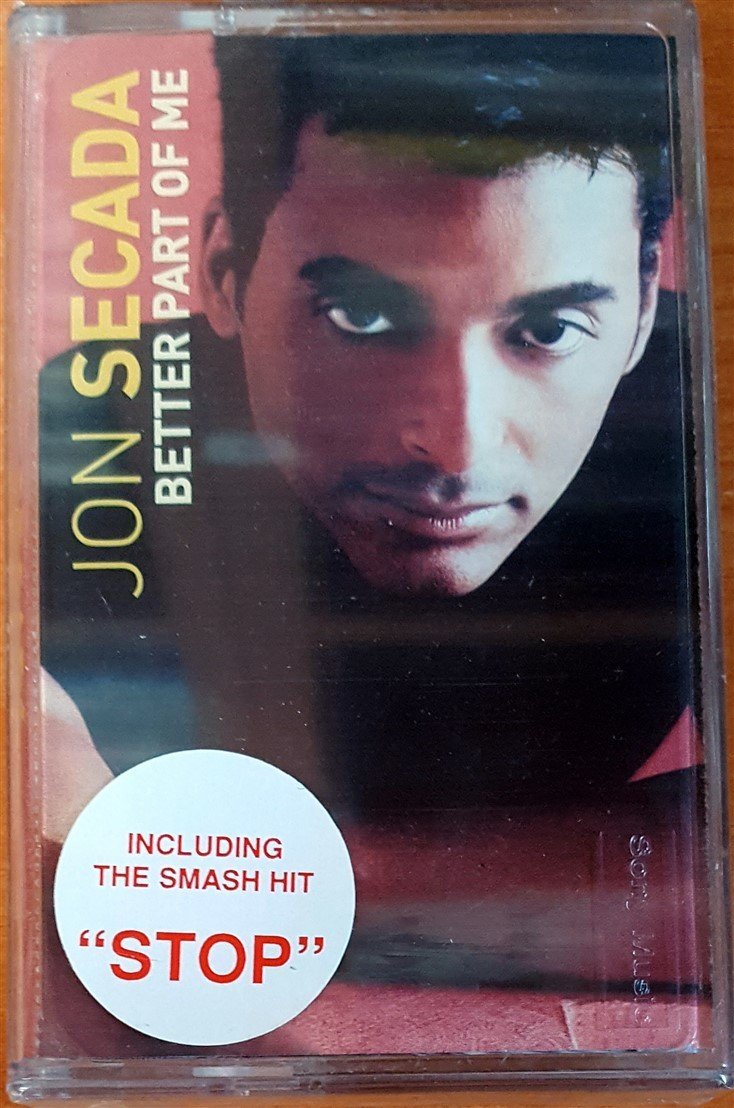 JON SECADA
BETTER PART OF ME
INCLUDING
THE SMASH HIT
“STOP”
Sony Music